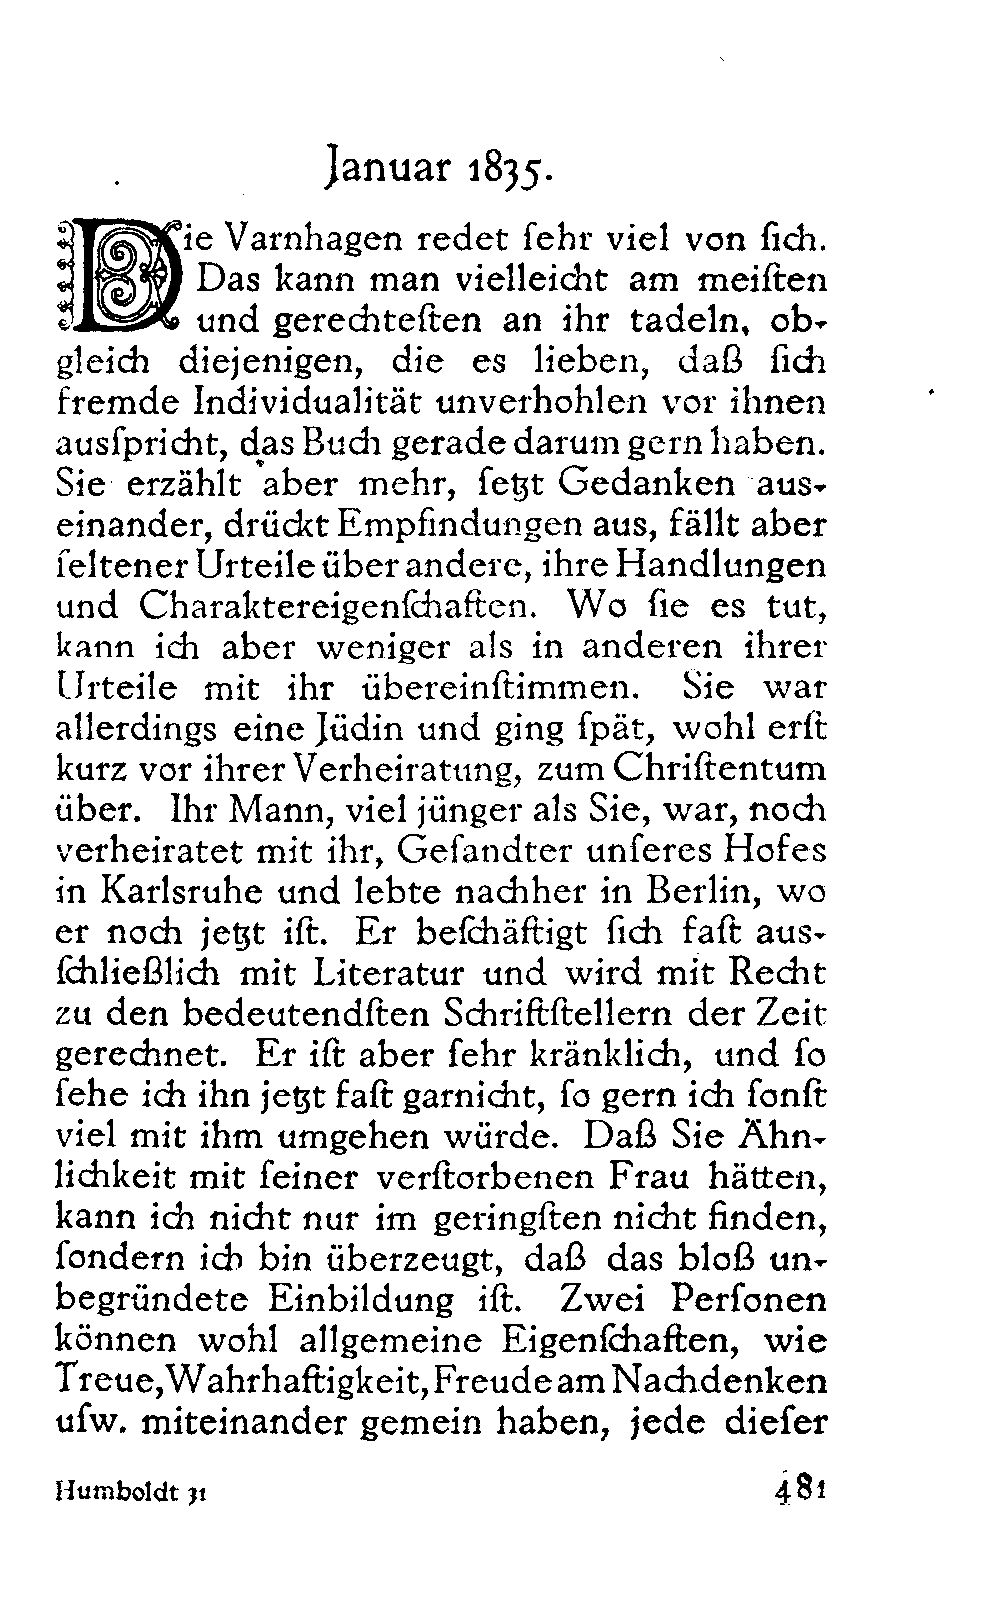 Januar 1835.
Die Varnhagen redet ſehr viel von ſich.
Das kann man vielleicht am meiſten
und gerechteſten an ihr tadeln, ob-
gleich diejenigen, die es lieben, daß ſich
fremde Individualität unverhohlen vor ihnen
ausſpricht, das Buch gerade darum gern haben.
Sie erzählt aber mehr, ſetzt Gedanken aus-
einander, drückt Empfindungen aus, fällt aber
ſeltener Urteile über andere, ihre Handlungen
und Charaktereigenſchaften. Wo ſie es tut,
kann ich aber weniger als in anderen ihrer
Urteile mit ihr übereinſtimmen. Sie war
allerdings eine Jüdin und ging ſpät, wohl erſt
kurz vor ihrer Verheiratung, zum Chriſtentum
über. Ihr Mann, viel jünger als Sie, war, noch
verheiratet mit ihr, Geſandter unſeres Hofes
in Karlsruhe und lebte nachher in Berlin, wo
er noch jetzt iſt. Er beſchäftigt ſich faſt aus-
ſchließlich mit Literatur und wird mit Recht
zu den bedeutendſten Schriftſtellern der Zeit
gerechnet. Er iſt aber ſehr kränklich, und ſo
ſehe ich ihn jetzt faſt garnicht, ſo gern ich ſonſt
viel mit ihm umgehen würde. Daß Sie Ähn-
lichkeit mit ſeiner verſtorbenen Frau hätten,
kann ich nicht nur im geringſten nicht finden,
ſondern ich bin überzeugt, daß das bloß un-
begründete Einbildung iſt. Zwei Perſonen
können wohl allgemeine Eigenſchaften, wie
Treue, Wahrhaftigkeit, Freude am Nachdenken
uſw. miteinander gemein haben, jede dieſer
Humboldt 31
481